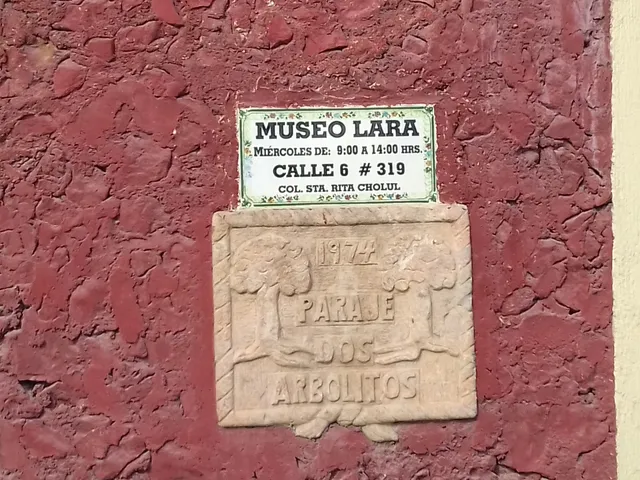 MUSEO LARA
MIÉRCOLES DE: 9:00 A 14:00 HRS.
CALLE 6 # 319
COL. STA. RITA CHOLUL
1974
PARAJE
DOS
ARBOLITOS